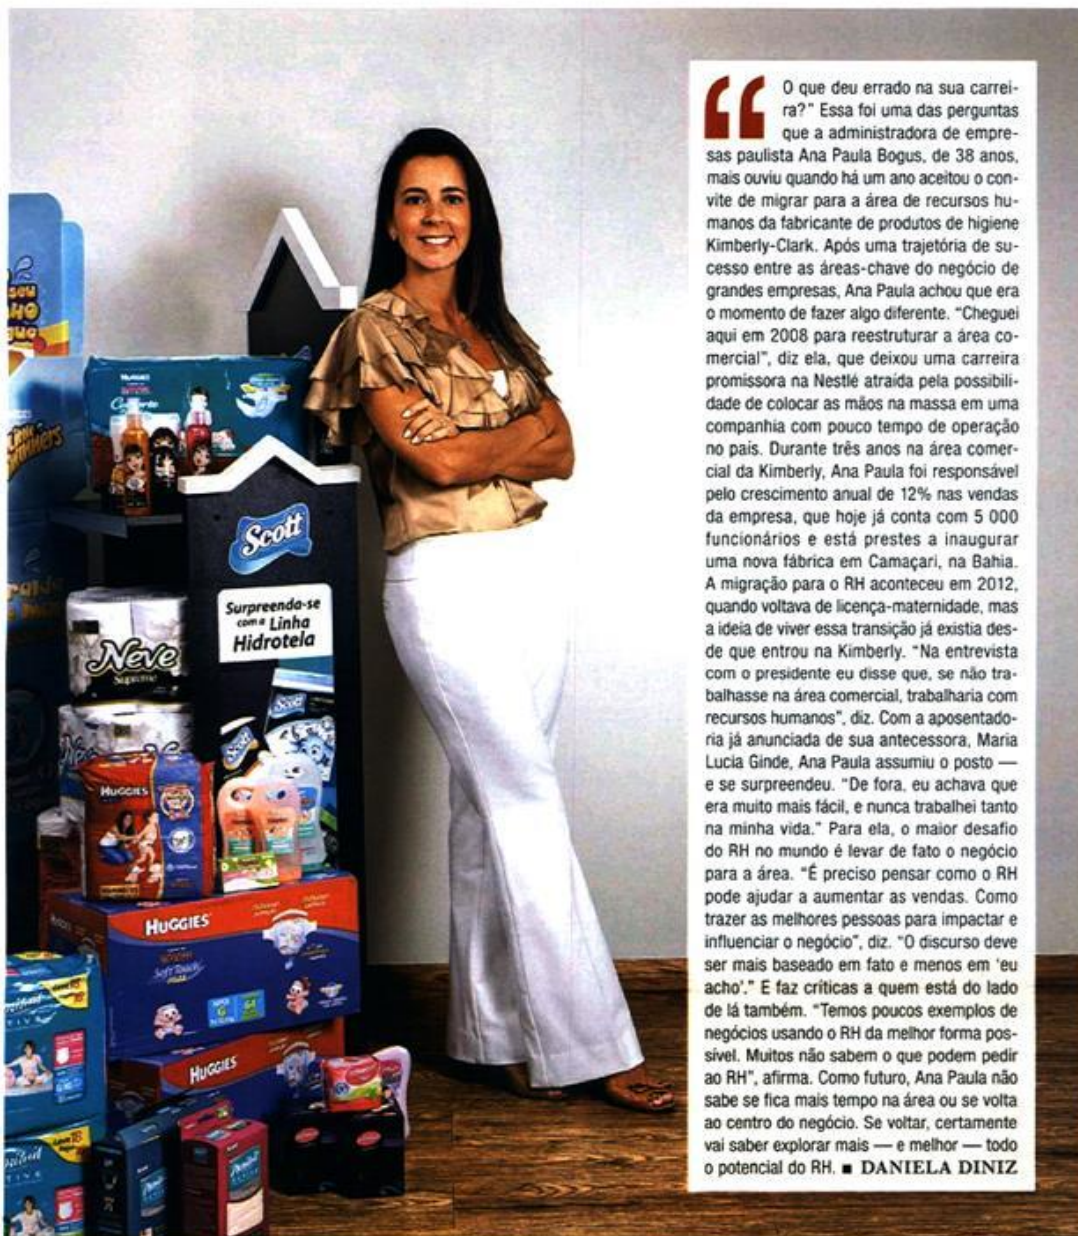 O que deu errado na sua carrei-
ra?" Essa foi uma das perguntas
que a administradora de empre-
sas paulista Ana Paula Bogus, de 38 anos,
mais ouviu quando há um ano aceitou o con-
vite de migrar para a área de recursos hu-
manos da fabricante de produtos de higiene
Kimberly-Clark. Após uma trajetória de su-
cesso entre as áreas-chave do negócio de
grandes empresas, Ana Paula achou que era
o momento de fazer algo diferente. "Cheguei
aqui em 2008 para reestruturar a área co-
mercial", diz ela, que deixou uma carreira
promissora na Nestlé atraída pela possibili-
dade de colocar as mãos na massa em uma
companhia com pouco tempo de operação
no país. Durante três anos na área comer-
cial da Kimberly, Ana Paula foi responsável
pelo crescimento anual de 12% nas vendas
da empresa, que hoje já conta com 5 000
funcionários e está prestes a inaugurar
uma nova fábrica em Camaçari, na Bahia.
A migração para o RH aconteceu em 2012,
quando voltava de licença-maternidade, mas
a ideia de viver essa transição já existia des-
de que entrou na Kimberly. "Na entrevista
com o presidente eu disse que, se não tra-
balhasse na área comercial, trabalharia com
recursos humanos", diz. Com a aposentado-
ria já anunciada de sua antecessora, Maria
Lucia Ginde, Ana Paula assumiu o posto —
e se surpreendeu. "De fora, eu achava que
era muito mais fácil, e nunca trabalhei tanto
na minha vida." Para ela, o maior desafio
do RH no mundo é levar de fato o negócio
para a área. "É preciso pensar como o RH
pode ajudar a aumentar as vendas. Como
trazer as melhores pessoas para impactar e
influenciar o negócio", diz. "O discurso deve
ser mais baseado em fato e menos em 'eu
acho'." E faz críticas a quem está do lado
de lá também. "Temos poucos exemplos de
negócios usando o RH da melhor forma pos-
sível. Muitos não sabem o que podem pedir
ao RH", afirma. Como futuro, Ana Paula não
sabe se fica mais tempo na área ou se volta
ao centro do negócio. Se voltar, certamente
vai saber explorar mais — e melhor — todo
o potencial do RH. ■ DANIELA DINIZ
Scott
Surpreenda-se
com a Linha
Hidrotela
Neve
Supreme
Scott
Scott
HUGGIES
HUGGIES
Soft Touch
HUGGIES